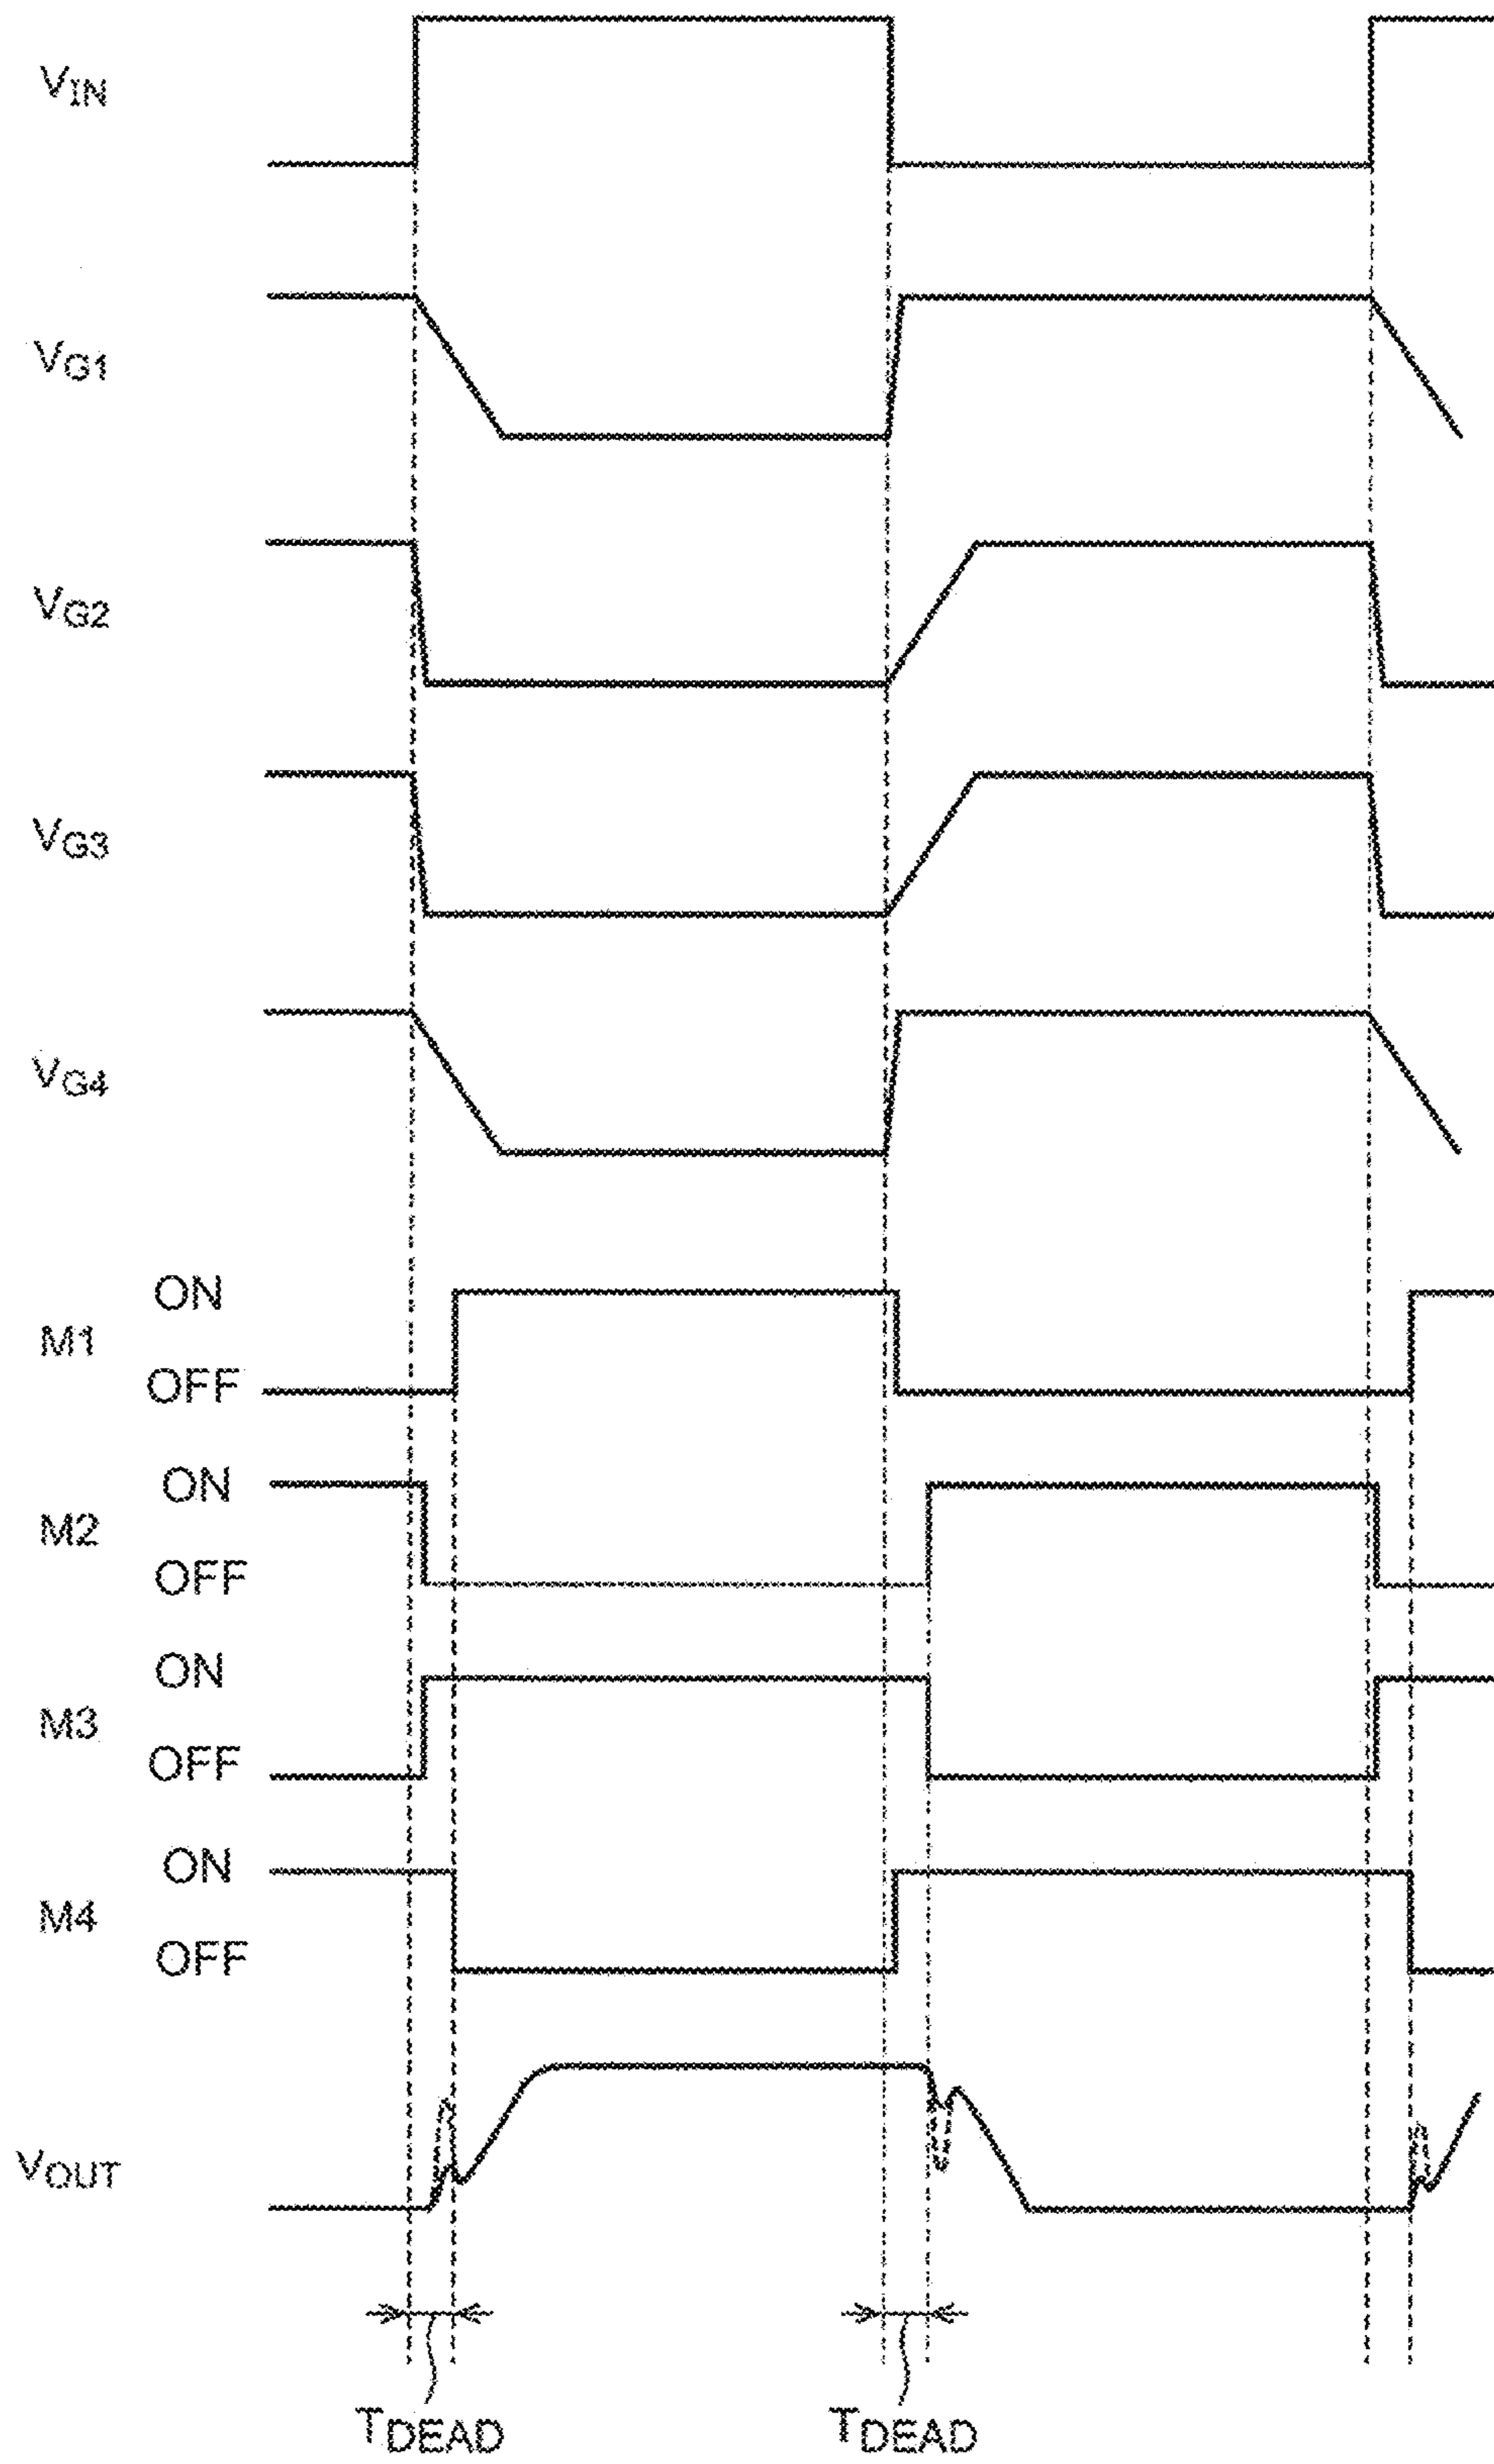 VIN
VG1
VG2
VG3
VG4
ON
M1
OFF
ON
M2
OFF
ON
M3
OFF
ON
M4
OFF
VOUT
TDEAD TDEAD